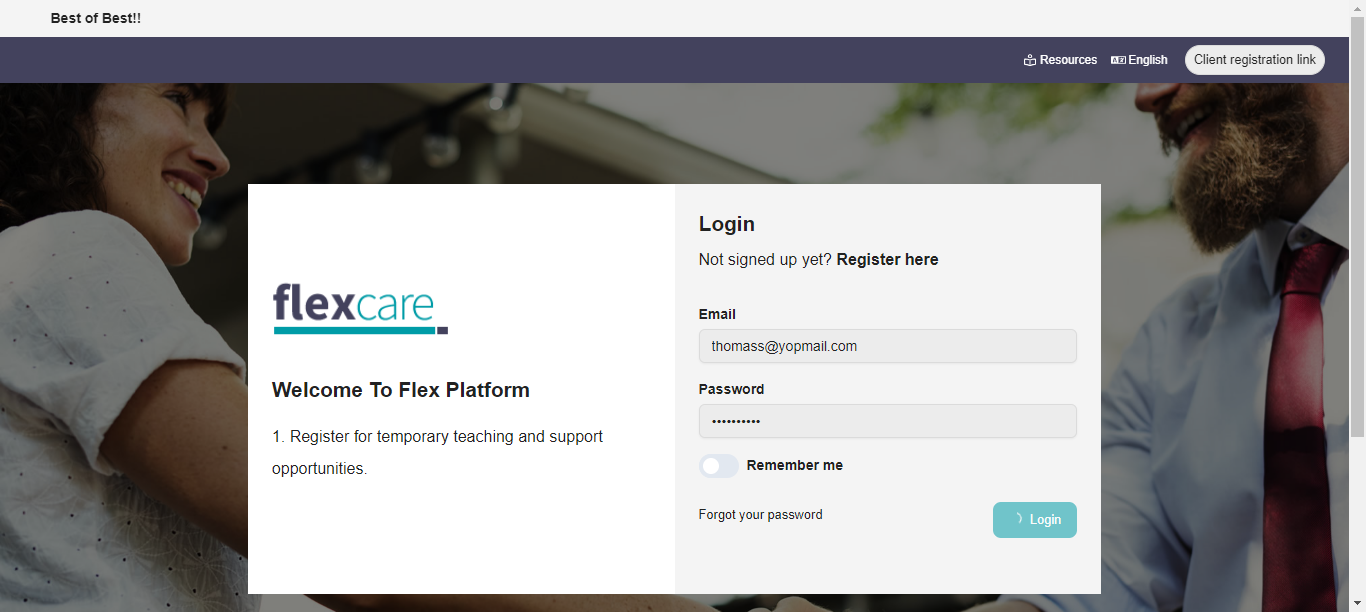 Best of Best!!
Resources
English
Client registration link
flexcare
Welcome To Flex Platform
1. Register for temporary teaching and support
opportunities.
Login
Not signed up yet? Register here
Email
thomass@yopmail.com
Password
Remember me
Forgot your password
Login